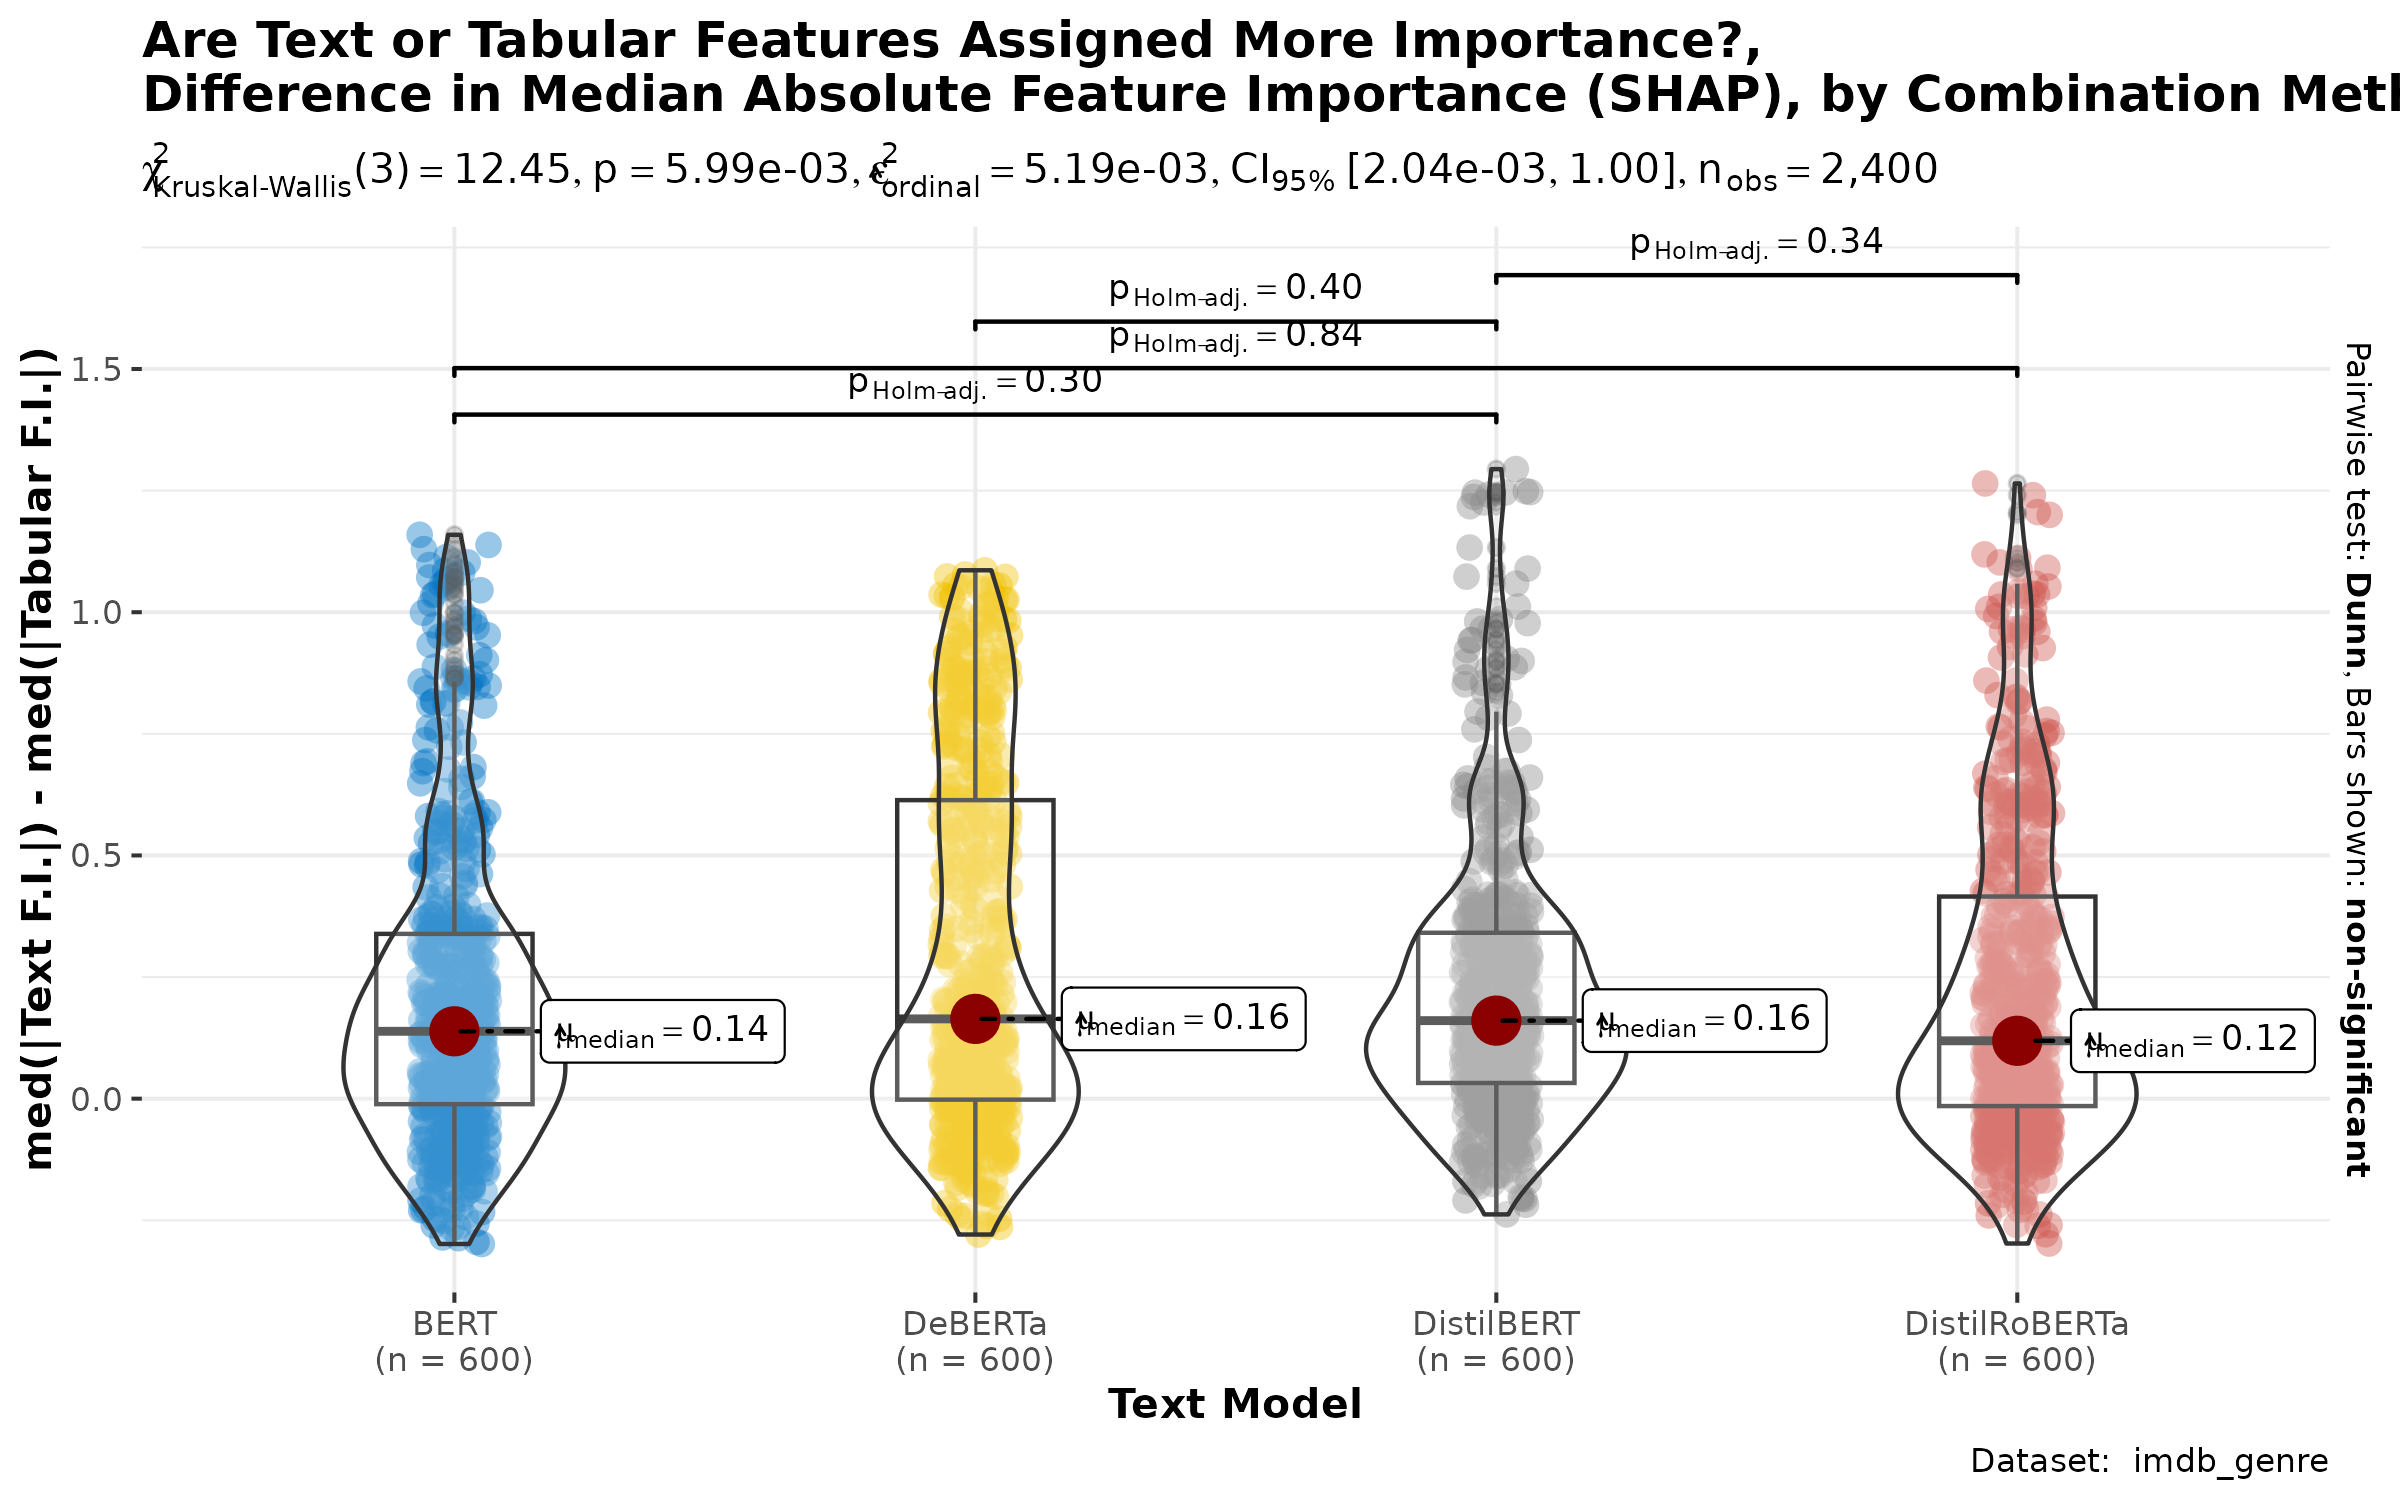 Are Text or Tabular Features Assigned More Importance?,
Difference in Median Absolute Feature Importance (SHAP), by Combination Meth
χ²Kruskal-Wallis(3) = 12.45, p = 5.99e-03, ε̂²ordinal = 5.19e-03, CI95% [2.04e-03, 1.00], nobs = 2,400
pHolm-adj. = 0.34
pHolm-adj. = 0.40
pHolm-adj. = 0.84
pHolm-adj. = 0.30
med(|Text F.I.|) - med(|Tabular F.I.|)
1.5
1.0
0.5
0.0
μ̂median = 0.14
μ̂median = 0.16
μ̂median = 0.16
μ̂median = 0.12
Pairwise test: Dunn, Bars shown: non-significant
BERT
(n = 600)
DeBERTa
(n = 600)
DistilBERT
(n = 600)
DistilRoBERTa
(n = 600)
Text Model
Dataset: imdb_genre